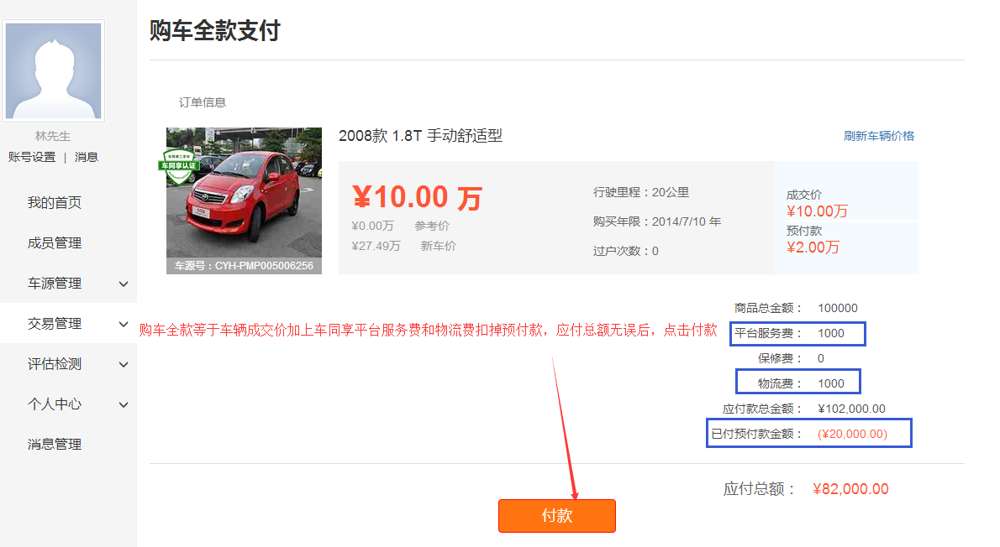 购车全款支付
林先生
账号设置 | 消息
我的首页
成员管理
车源管理
交易管理
评估检测
个人中心
消息管理
订单信息
车同享二手车
车同享认证
车源号：CYH-PMP005006256
2008款 1.8T 手动舒适型
刷新车辆价格
¥10.00 万
¥0.00万 参考价
¥27.49万 新车价
行驶里程：20公里
购买年限：2014/7/10 年
过户次数：0
成交价
¥10.00万
预付款
¥2.00万
购车全款等于车辆成交价加上车同享平台服务费和物流费扣掉预付款，应付总额无误后，点击付款
商品总金额： 100000
平台服务费： 1000
保修费： 0
物流费： 1000
应付款总金额： ¥102,000.00
已付预付款金额： (¥20,000.00)
应付总额： ¥82,000.00
付款